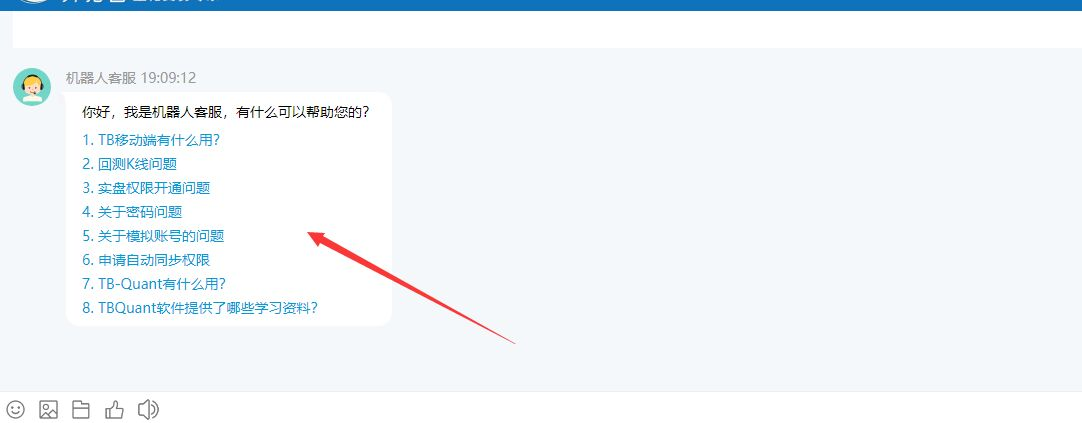 机器人客服 19:09:12
你好，我是机器人客服，有什么可以帮助您的？
1. TB移动端有什么用？
2. 回测K线问题
3. 实盘权限开通问题
4. 关于密码问题
5. 关于模拟账号的问题
6. 申请自动同步权限
7. TB-Quant有什么用？
8. TBQuant软件提供了哪些学习资料？